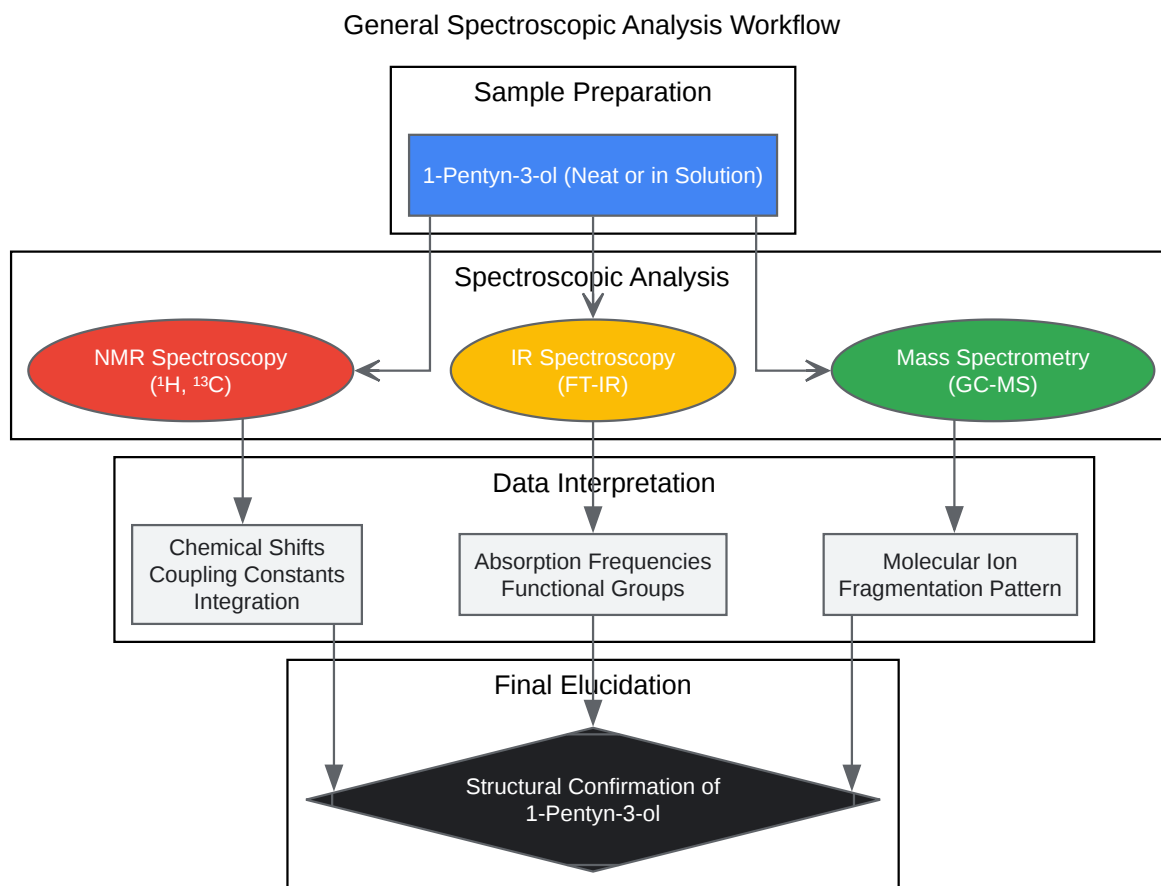 General Spectroscopic Analysis Workflow
Sample Preparation
1-Pentyn-3-ol (Neat or in Solution)
Spectroscopic Analysis
NMR Spectroscopy
(¹H, ¹³C)
IR Spectroscopy
(FT-IR)
Mass Spectrometry
(GC-MS)
Data Interpretation
Chemical Shifts
Coupling Constants
Integration
Absorption Frequencies
Functional Groups
Molecular Ion
Fragmentation Pattern
Final Elucidation
Structural Confirmation of
1-Pentyn-3-ol